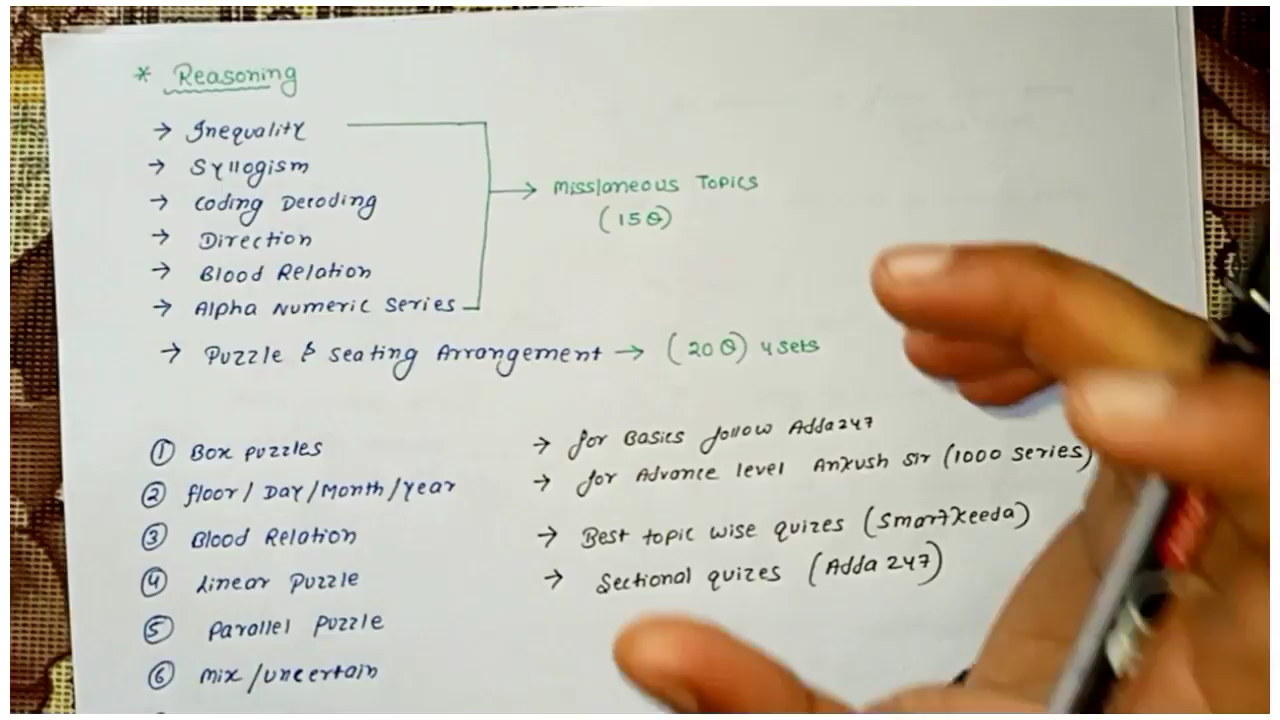 * Reasoning
→ Inequality
→ Syllogism
→ Coding Decoding
→ Direction
→ Blood Relation
→ Alpha Numeric Series
→ Misslaneous Topics
(15Q)
→ Puzzle & Seating Arrangement → (20Q) 4 sets
① Box puzzles
② floor/Day/Month/year
③ Blood Relation
④ Linear Puzzle
⑤ Parallel Puzzle
⑥ Mix/uncertain
→ for Basics follow Adda247
→ for Advance level Ankush sir (1000 series)
→ Best topic wise quizes (SmartKeeda)
→ Sectional quizes (Adda 247)